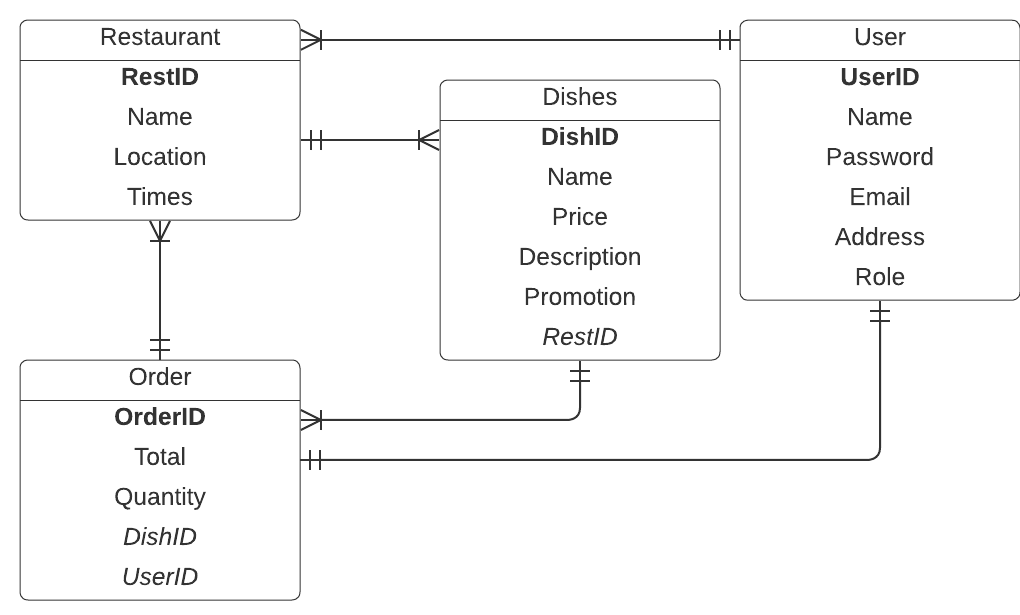 Restaurant
RestID
Name
Location
Times
Dishes
DishID
Name
Price
Description
Promotion
RestID
User
UserID
Name
Password
Email
Address
Role
Order
OrderID
Total
Quantity
DishID
UserID